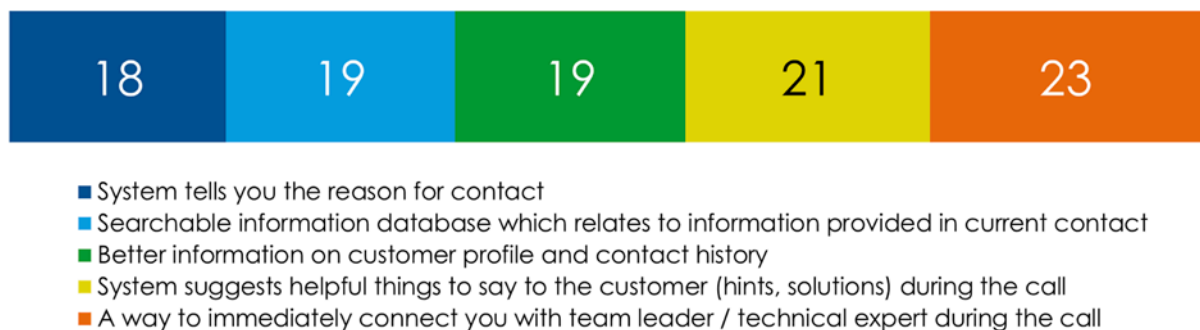 18 19 19 21 23
System tells you the reason for contact
Searchable information database which relates to information provided in current contact
Better information on customer profile and contact history
System suggests helpful things to say to the customer (hints, solutions) during the call
A way to immediately connect you with team leader / technical expert during the call